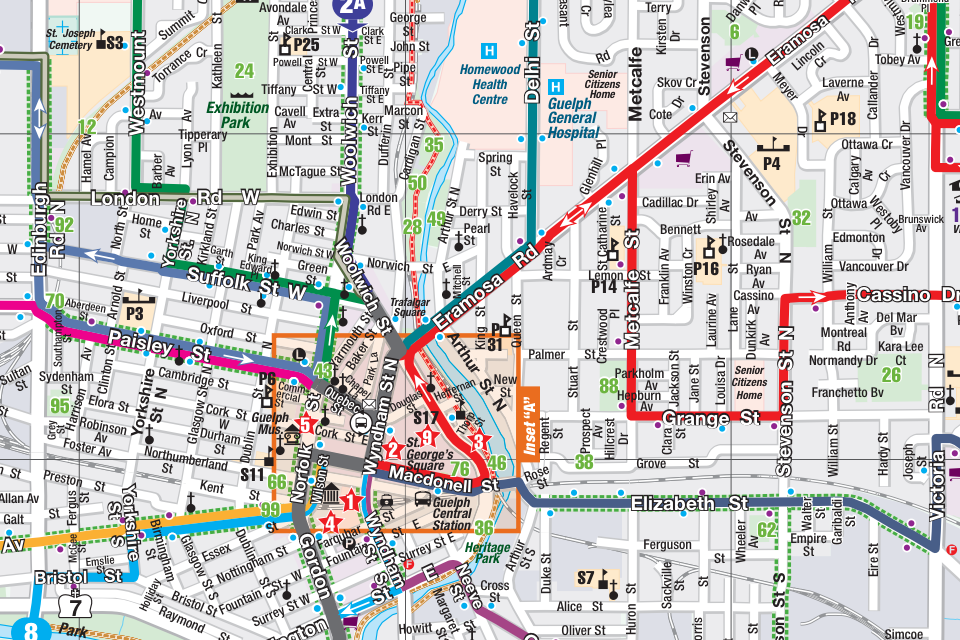 Avondale Av
2A
George St
St. Joseph Cemetery
S3
Summit
Torrance Cr
Kathleen
24
Clark St W
P25
Clark St E
Powell St W
Powell St E
Central
Tiffany St W
Tiffany St E
John St
Pipe St
Marcon St
Exhibition Park
Cavell Av
Extra St
Mont St
McTague St
Exhibition
Kerr St
Dufferin
Cardigan St
Woolwich St
Westmount
12
Hamel Av
Campion
Barber Av
Lyon Av
Tipperary Pl
London Rd W
London Rd E
H
Homewood Health Centre
H
Guelph General Hospital
Senior Citizens Home
Delhi St
Rd
Terry
Kirsten Dr
Stevenson
Metcalfe
Skov Cr
Cote Dr
6
L
Eramosa
Lincoln Cr
Meyer Dr
Laverne Av
Callander Dr
P18
19
Tobey Av
P4
Stevenson
Ottawa Cr
Vancouver Dr
Calgary Av
Ottawa Pl
Westby Pl
Brunswick Av
Edmonton
Vancouver Dr
35
50
28
49
Spring St
Arthur St N
Derry St
Pearl St
Havelock
Glenhill Pl
Erin Av
Cadillac Dr
Shirley Av
Bennett
Rosedale Av
Ryan Av
Cassino Av
P16
32
St N
William
St. Catharine
Lemon St
P14
Ardmay Cr
Metcalfe St
Franklin Av
Winston Cr
Lane
Laurine Av
Dunkirk Av
Cassino Dr
Anthony
Del Mar Bv
Montreal Rd
Normandy Dr
Kara Lee Ct
Franchetto Bv
26
Edinburgh Rd N
92
North St
Home St
Yorkshire St N
Kirkland St
Park Av
Edwin St
Charles St
Norwich St W
Garth St
King Edward
Green
Norwich St E
Mitchell
Trafalgar Square
Woolwich St
Eramosa Rd
King St
Queen St
P31
Suffolk St W
Liverpool
Arnold St
P3
Oxford
70
Aberdeen St
Southampton
Paisley St
L
43
Yarmouth St
Baker St
Park La
Cambridge St
P6
Sydenham
Clinton
Sultan St
Elora St
Harrison Av
95
Robinson Av
Foster Av
Yorkshire St N
Glasgow St
Cork St W
Durham St
Commercial
Quebec St
Guelph Mus.
5
Norfolk St
Wyndham St N
Douglas
Heffernan
Arthur St N
New St
S17
9
2
St. George's Square
3
46
76
Macdonell St
Inset "A"
Palmer
Stuart St
Crestwood Pl
Parkholm Av
Hepburn Av
88
Jackson St
Jane St
Louisa Dr
Senior Citizens Home
Grange St
Clara St
Regent
Prospect Av
Hillcrest Dr
38
Grove St
Stevenson St N
William St
Hardy St
Joseph St
Rd N
Victoria
Northumberland St
Dublin
S11
66
Kent St
Preston St
Allan Av
Galt St
Fergus St
McGee
Yorkshire St S
99
Wilson St
1
4
Guelph Central Station
36
Rose St
Elizabeth St
62
Walter St
Garibaldi St
Empire St
Wheeler Av
Ferguson St
Sackville
Eire St
Av
Emslie St
Bristol St
Birmingham
Glasgow St S
Essex St
Nottingham St
Dublin
Fountain St W
Surrey St W
Holliday St
Bristol St
Raymond St
Gordon
Wyndham St S
Surrey St E
Fountain St E
Heritage Park
Neeve St
Margaret
Howitt St
Cross St
Arthur St S
Duke St
S7
Huron
Alice St
Oliver St
Simcoe
7
8
Park
F
F